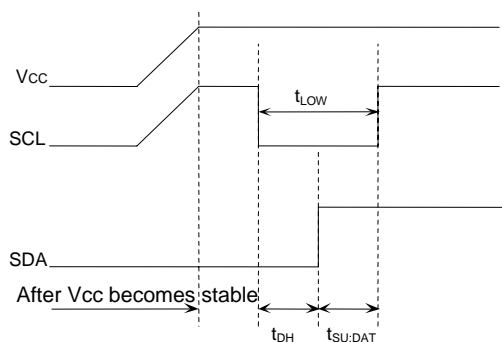 VCC
tLOW
SCL
SDA
After Vcc becomes stable
tDH
tSU;DAT